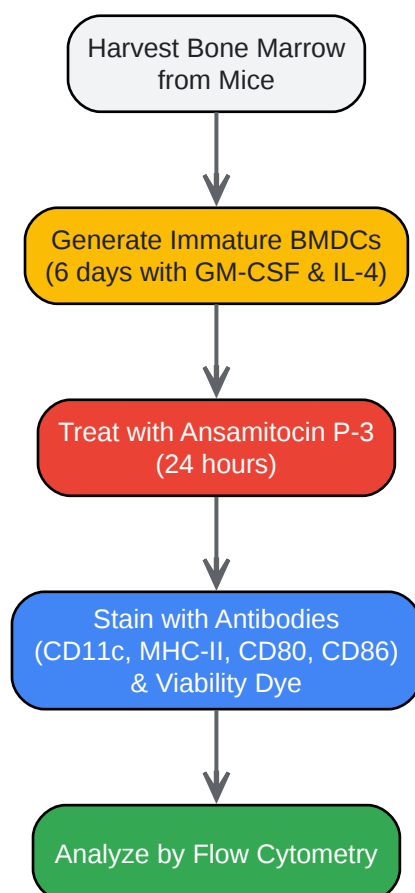 Harvest Bone Marrow
from Mice
Generate Immature BMDCs
(6 days with GM-CSF & IL-4)
Treat with Ansamitocin P-3
(24 hours)
Stain with Antibodies
(CD11c, MHC-II, CD80, CD86)
& Viability Dye
Analyze by Flow Cytometry